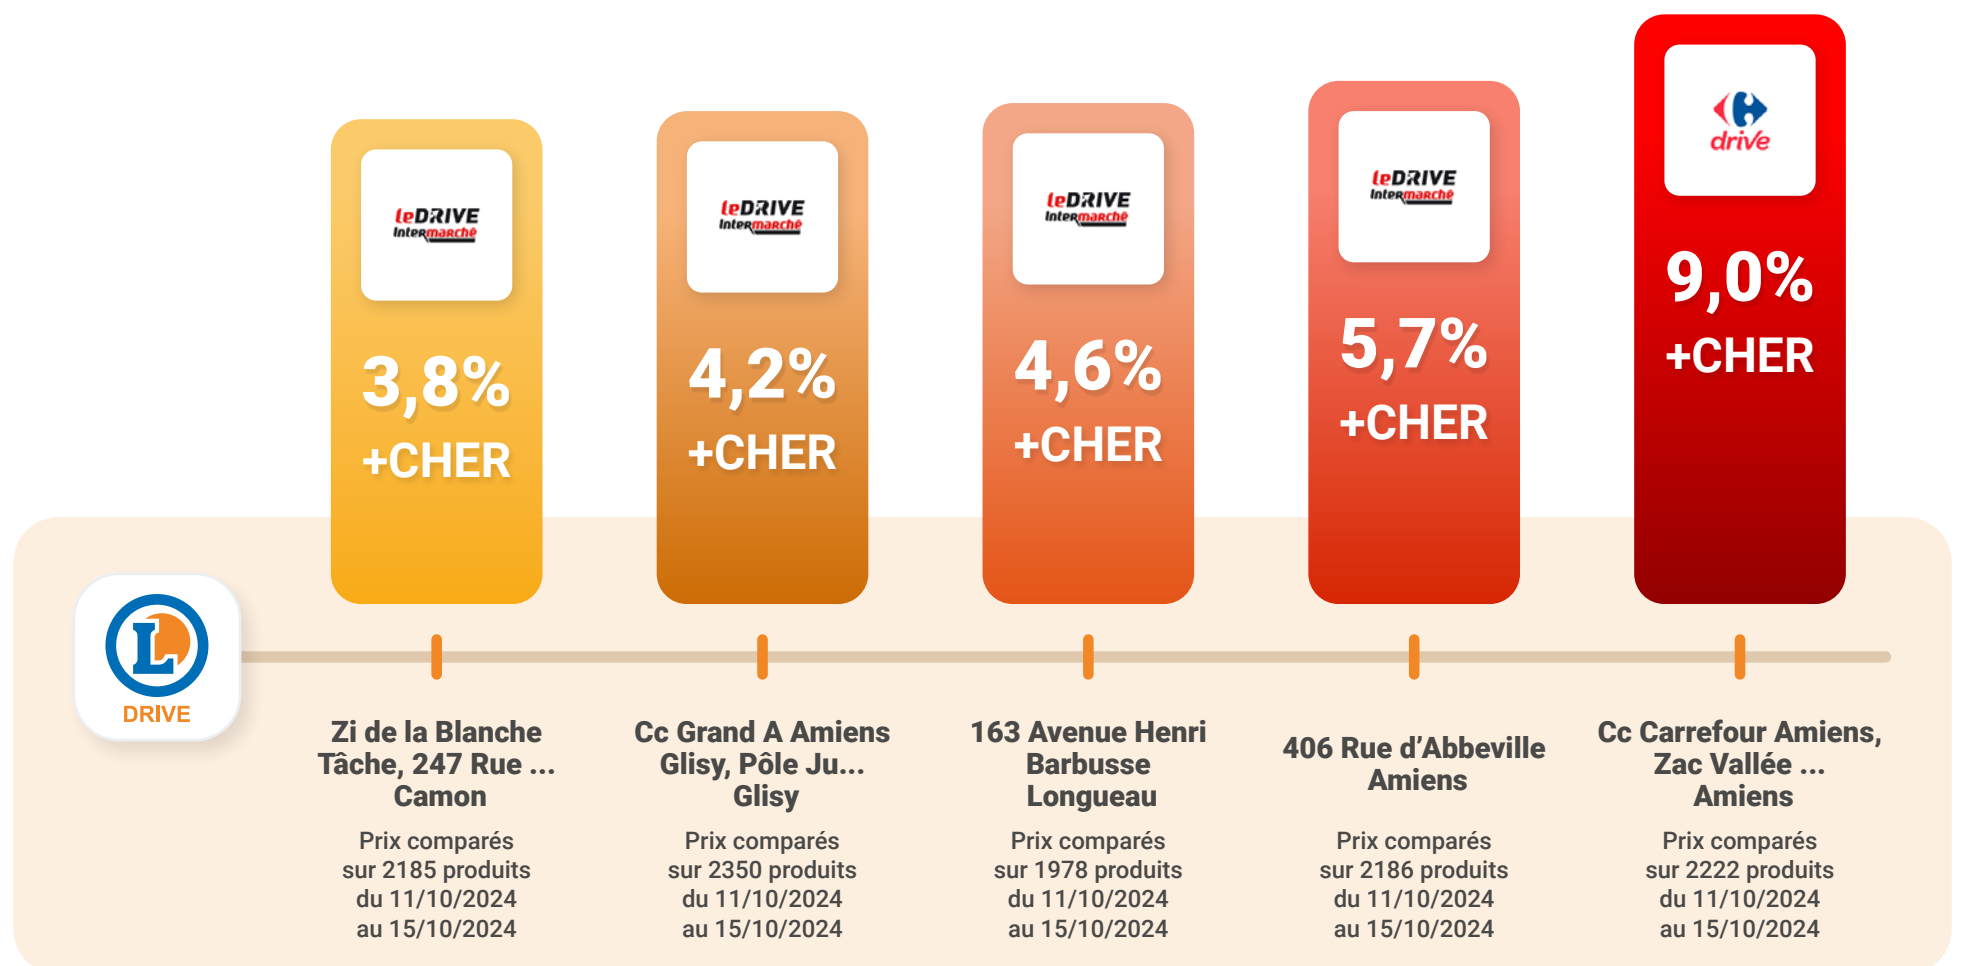 leDRIVE
Intermarché
3,8%
+CHER
leDRIVE
Intermarché
4,2%
+CHER
leDRIVE
Intermarché
4,6%
+CHER
leDRIVE
Intermarché
5,7%
+CHER
drive
9,0%
+CHER
L
DRIVE
Zi de la Blanche
Tâche, 247 Rue ...
Camon
Prix comparés
sur 2185 produits
du 11/10/2024
au 15/10/2024
Cc Grand A Amiens
Glisy, Pôle Ju...
Glisy
Prix comparés
sur 2350 produits
du 11/10/2024
au 15/10/2024
163 Avenue Henri
Barbusse
Longueau
Prix comparés
sur 1978 produits
du 11/10/2024
au 15/10/2024
406 Rue d’Abbeville
Amiens
Prix comparés
sur 2186 produits
du 11/10/2024
au 15/10/2024
Cc Carrefour Amiens,
Zac Vallée ...
Amiens
Prix comparés
sur 2222 produits
du 11/10/2024
au 15/10/2024